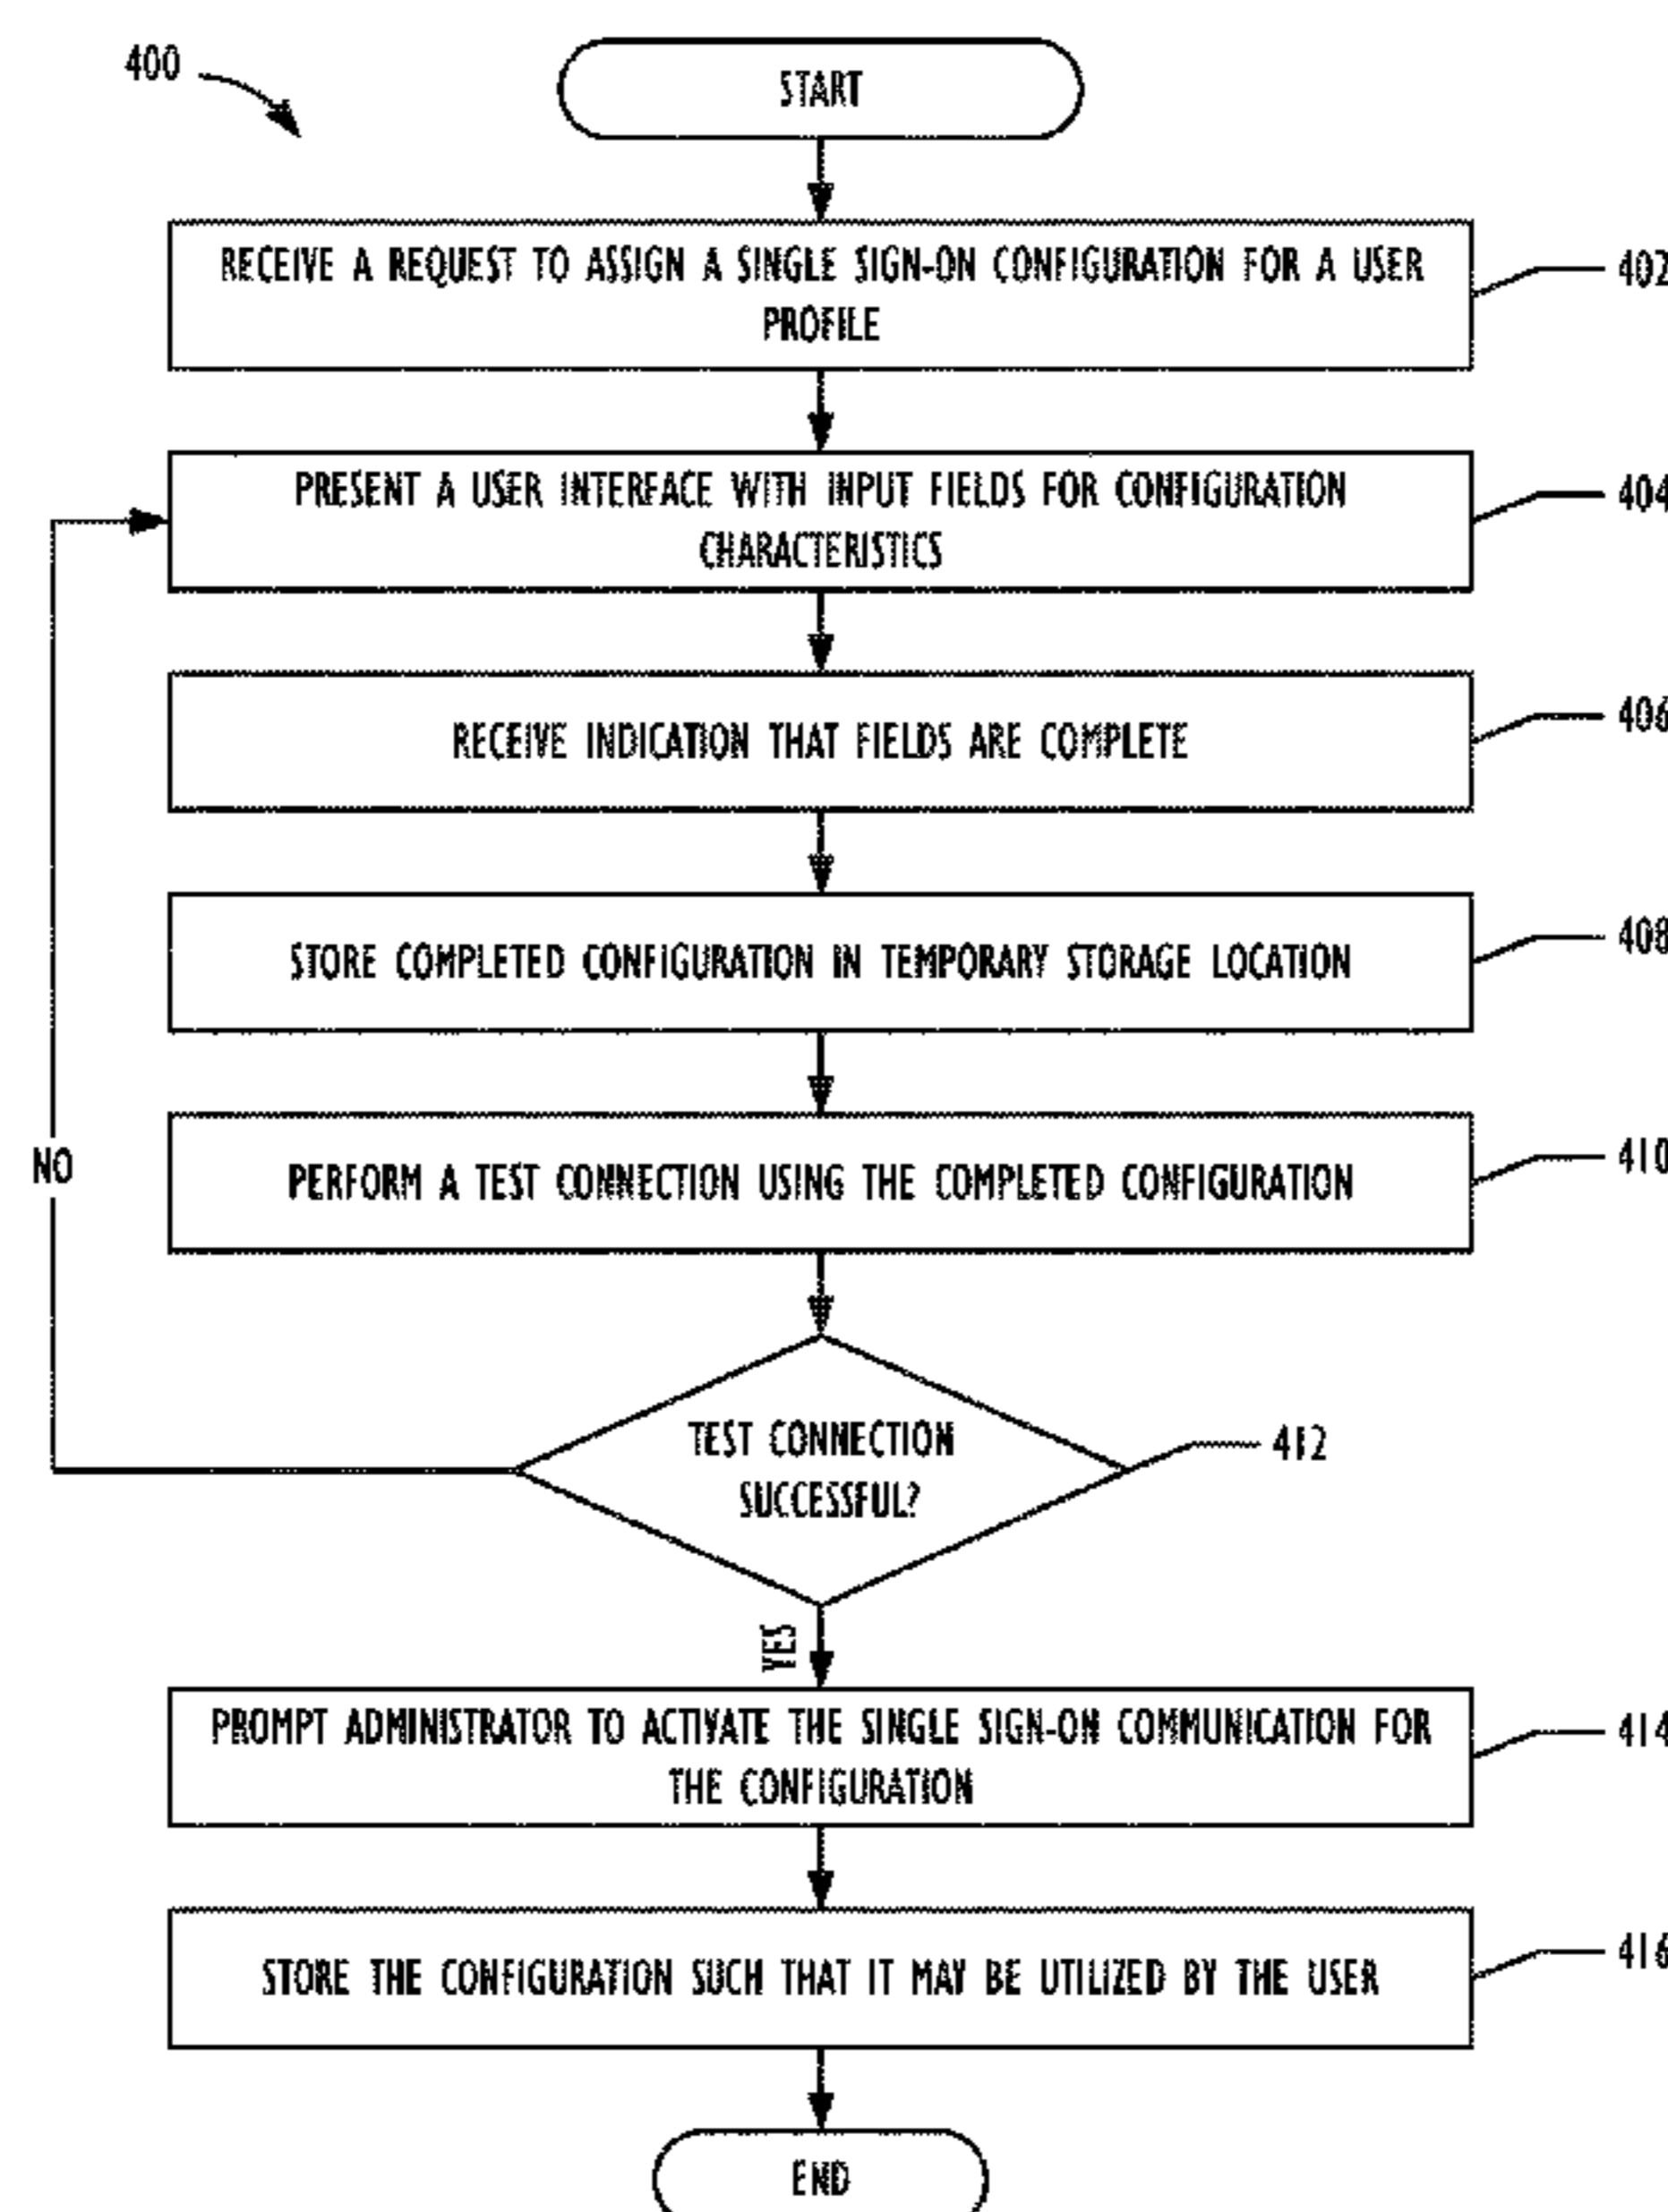 400
START
RECEIVE A REQUEST TO ASSIGN A SINGLE SIGN-ON CONFIGURATION FOR A USER
PROFILE
402
PRESENT A USER INTERFACE WITH INPUT FIELDS FOR CONFIGURATION
CHARACTERISTICS
404
RECEIVE INDICATION THAT FIELDS ARE COMPLETE
406
STORE COMPLETED CONFIGURATION IN TEMPORARY STORAGE LOCATION
408
NO
PERFORM A TEST CONNECTION USING THE COMPLETED CONFIGURATION
410
TEST CONNECTION
SUCCESSFUL?
412
YES
PROMPT ADMINISTRATOR TO ACTIVATE THE SINGLE SIGN-ON COMMUNICATION FOR
THE CONFIGURATION
414
STORE THE CONFIGURATION SUCH THAT IT MAY BE UTILIZED BY THE USER
416
END